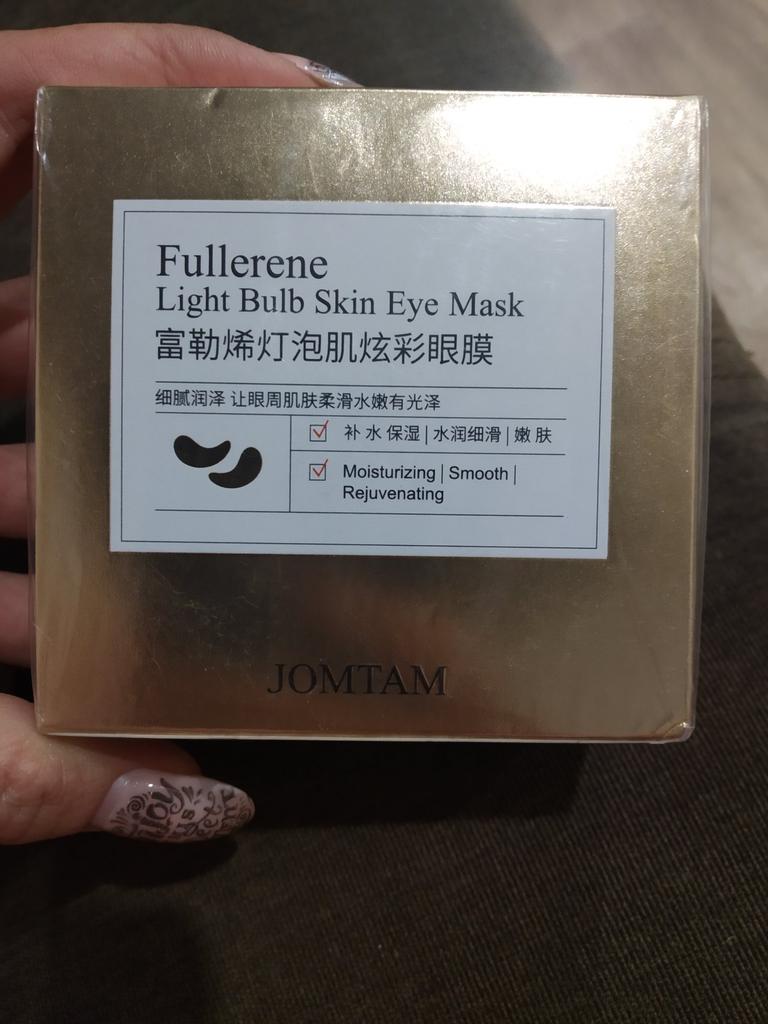 Fullerene
Light Bulb Skin Eye Mask
富勒烯灯泡肌炫彩眼膜
细腻润泽 让眼周肌肤柔滑水嫩有光泽
补 水 保湿 | 水润细滑 | 嫩 肤
Moisturizing | Smooth |
Rejuvenating
JOMTAM